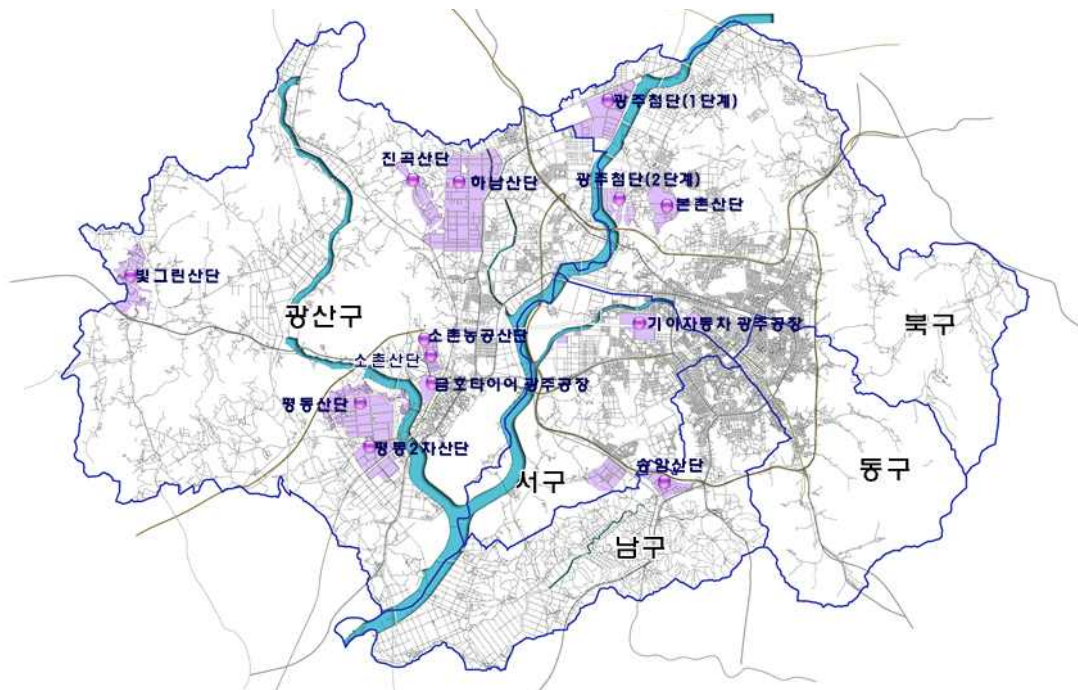 광주첨단(1단계)
진곡산단
하남산단
광주첨단(2단계)
본촌산단
빛그린산단
광산구
소촌농공산단
기아자동차 광주공장
북구
소촌산단
금호타이어 광주공장
평동산단
평동2차산단
송암산단
서구
동구
남구